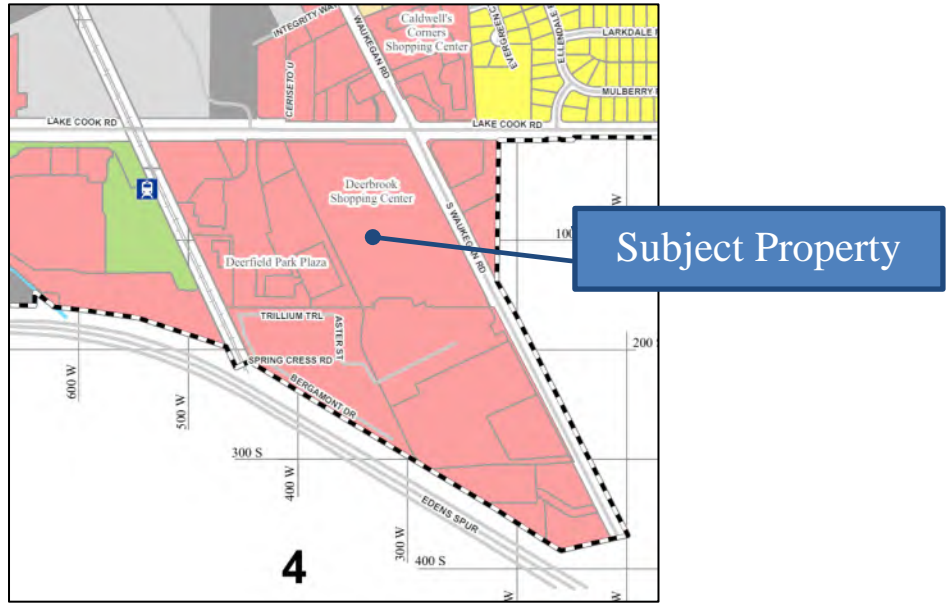 INTEGRITY WA
Caldwell's
Corners
Shopping Center
WAUKEGAN RD
EVERGREEN C
ELLENDALE
LARKDALE
CERISETO U
MULBERRY
LAKE COOK RD
LAKE COOK RD
Deerbrook
Shopping Center
S WAUKEGAN RD
W
100
Subject Property
Deerfield Park Plaza
TRILLIUM TRL
ASTER ST
SPRING CRESS RD
BERGAMONT DR
200 S
600 W
500 W
300 S
400 W
EDENS SPUR
300 W
400 S
4
W
W